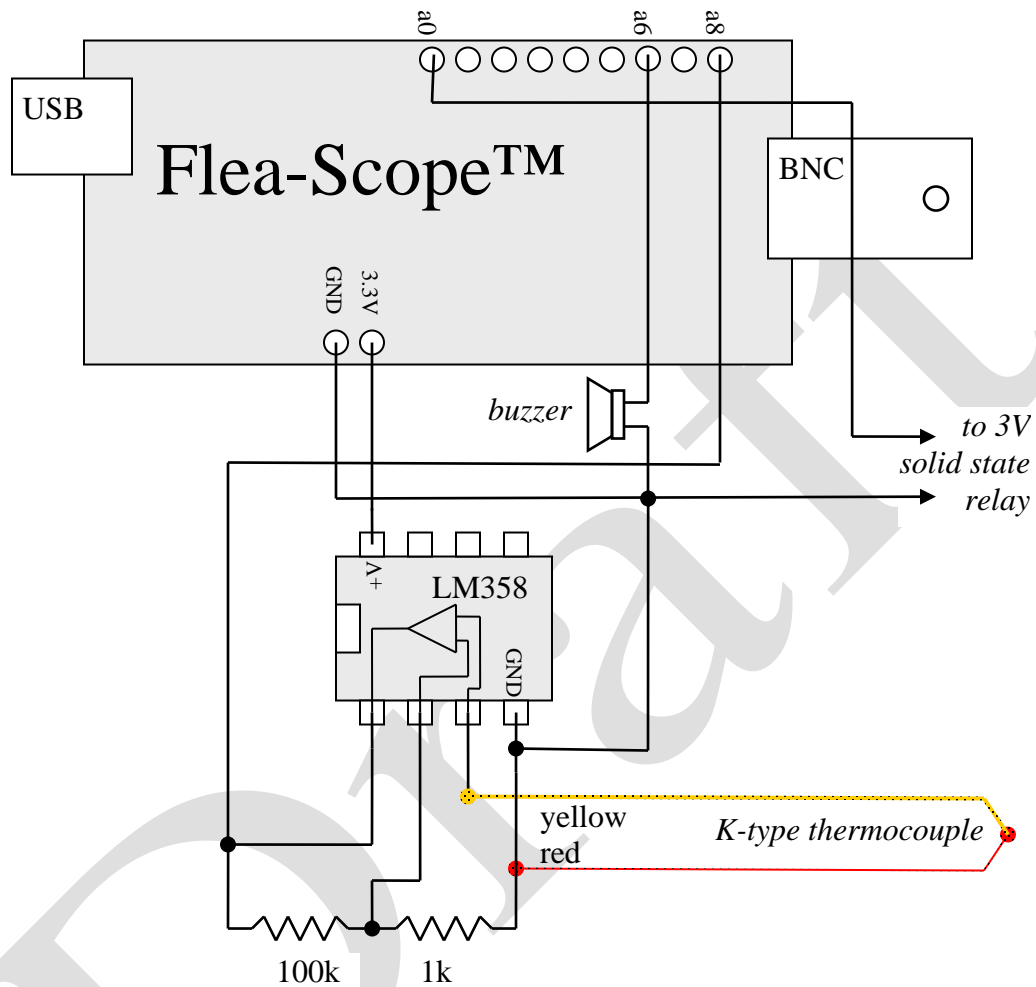 a0
a6
a8
USB
Flea-Scope™
BNC
GND
3.3V
buzzer
to 3V
solid state
relay
V+
LM358
GND
yellow
red
K-type thermocouple
100k
1k
Draft